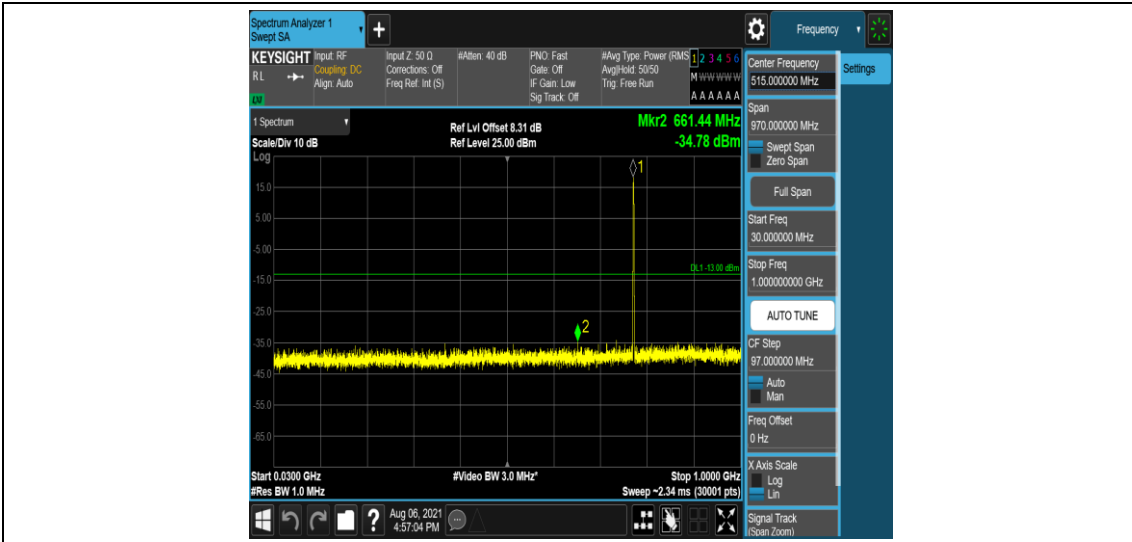 Spectrum Analyzer 1
Swept SA
+
Frequency
KEYSIGHT
RL
LXI
Input: RF
Coupling: DC
Align: Auto
Input Z: 50 Ω
Corrections: Off
Freq Ref: Int (S)
#Atten: 40 dB
PNO: Fast
Gate: Off
IF Gain: Low
Sig Track: Off
#Avg Type: Power (RMS
Avg|Hold: 50/50
Trig: Free Run
1 2 3 4 5 6
M W W W W W
A A A A A A
1 Spectrum
Scale/Div 10 dB
Log
Ref Lvl Offset 8.31 dB
Ref Level 25.00 dBm
Mkr2 661.44 MHz
-34.78 dBm
1
15.0
5.00
-5.00
DL1 -13.00 dBm
-15.0
-25.0
2
-35.0
-45.0
-55.0
-65.0
Start 0.0300 GHz
#Res BW 1.0 MHz
#Video BW 3.0 MHz*
Stop 1.0000 GHz
Sweep ~2.34 ms (30001 pts)
Center Frequency
515.000000 MHz
Settings
Span
970.000000 MHz
Swept Span
Zero Span
Full Span
Start Freq
30.000000 MHz
Stop Freq
1.000000000 GHz
AUTO TUNE
CF Step
97.000000 MHz
Auto
Man
Freq Offset
0 Hz
X Axis Scale
Log
Lin
Signal Track
(Span Zoom)
?
Aug 06, 2021
4:57:04 PM